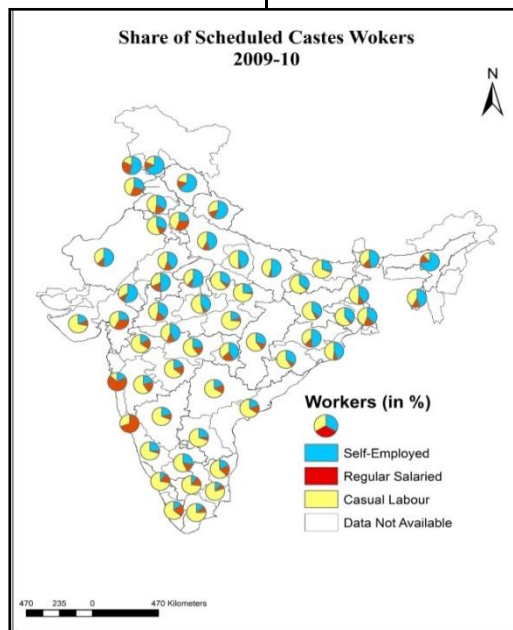 Share of Scheduled Castes Wokers
2009-10
N
Workers (in %)
Self-Employed
Regular Salaried
Casual Labour
Data Not Available
470 235 0 470 Kilometers